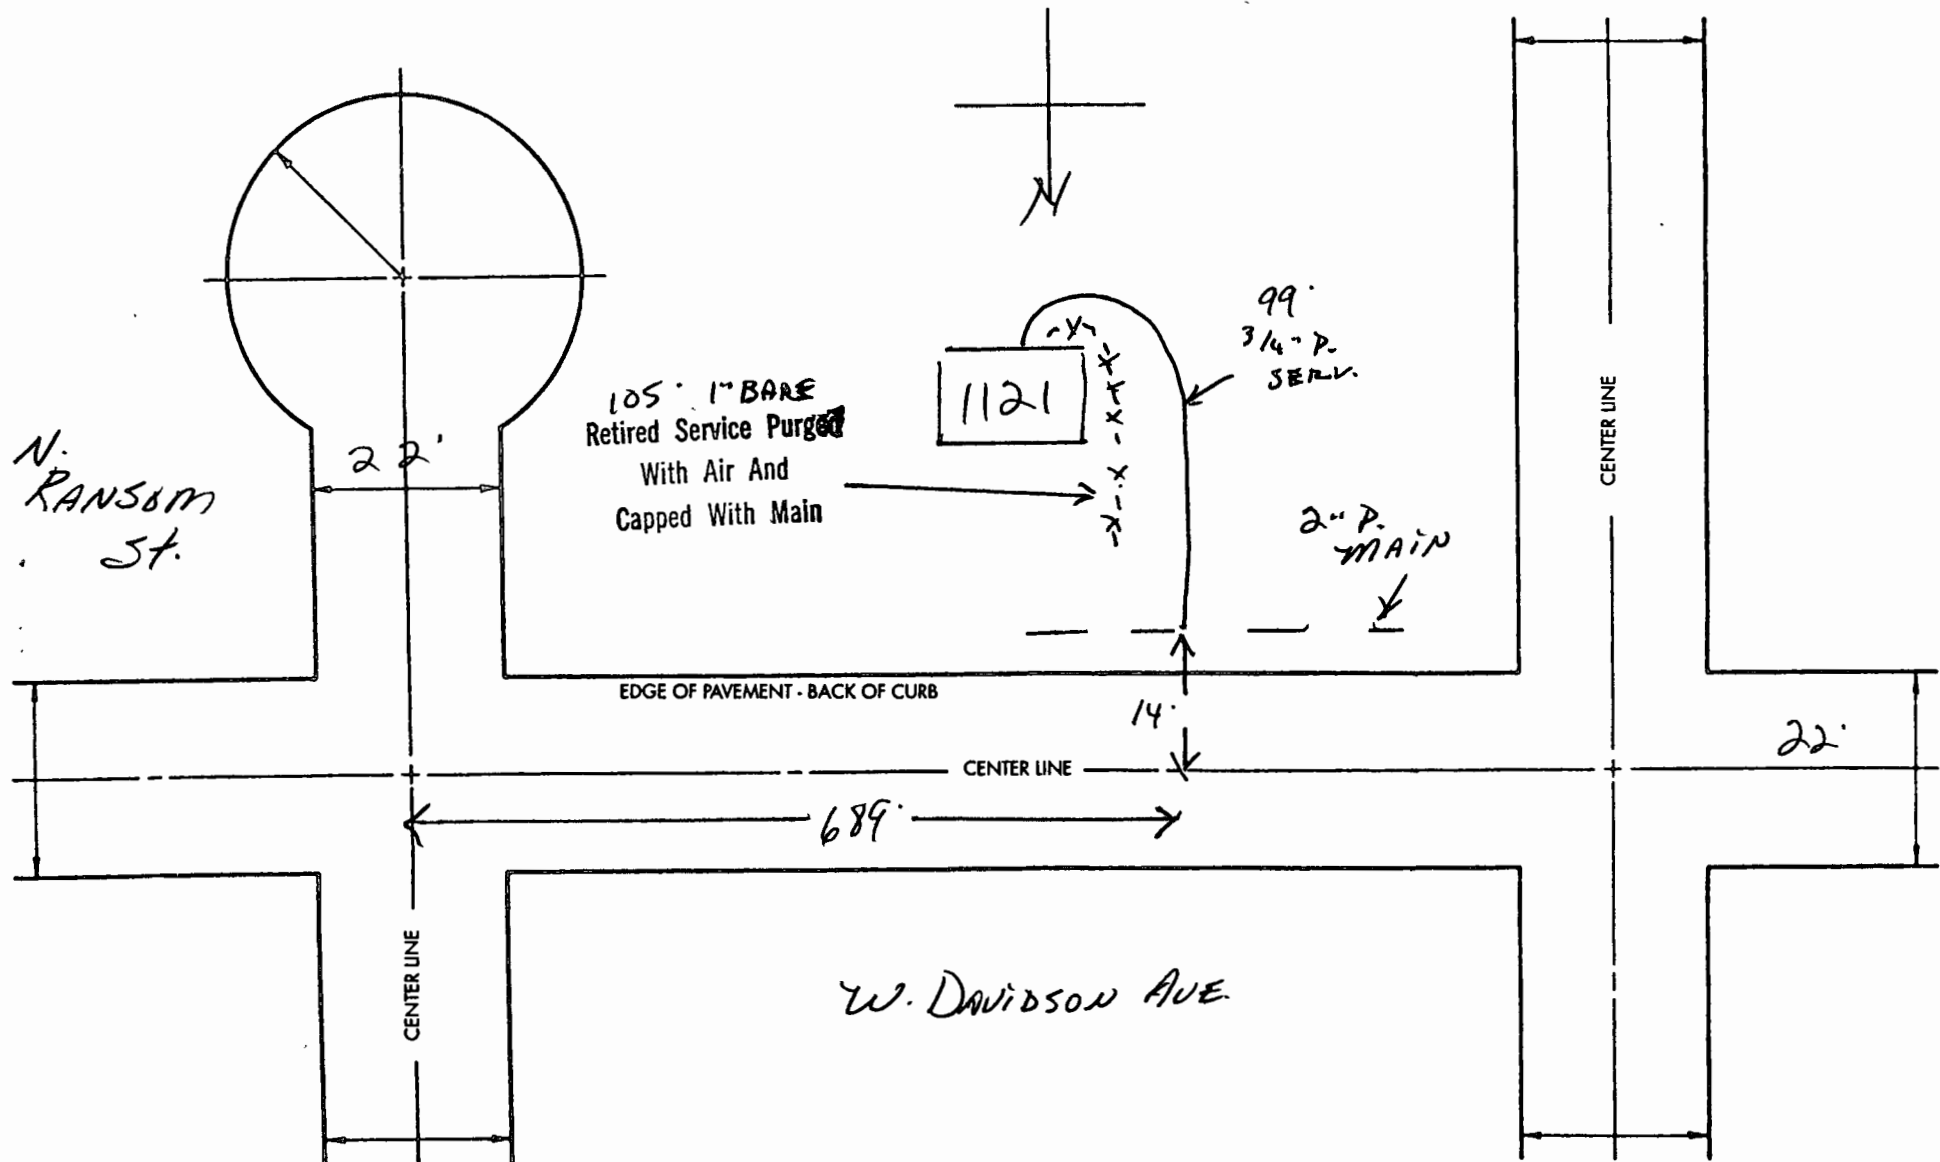 N
99'
3/4" P.
SERV.
1121
105' 1" BARE
Retired Service Purged
With Air And
Capped With Main
N.
RANSOM
St.
22'
CENTER LINE
2" P.
MAIN
EDGE OF PAVEMENT - BACK OF CURB
14'
22'
CENTER LINE
689'
CENTER LINE
W. DAVIDSON AVE.